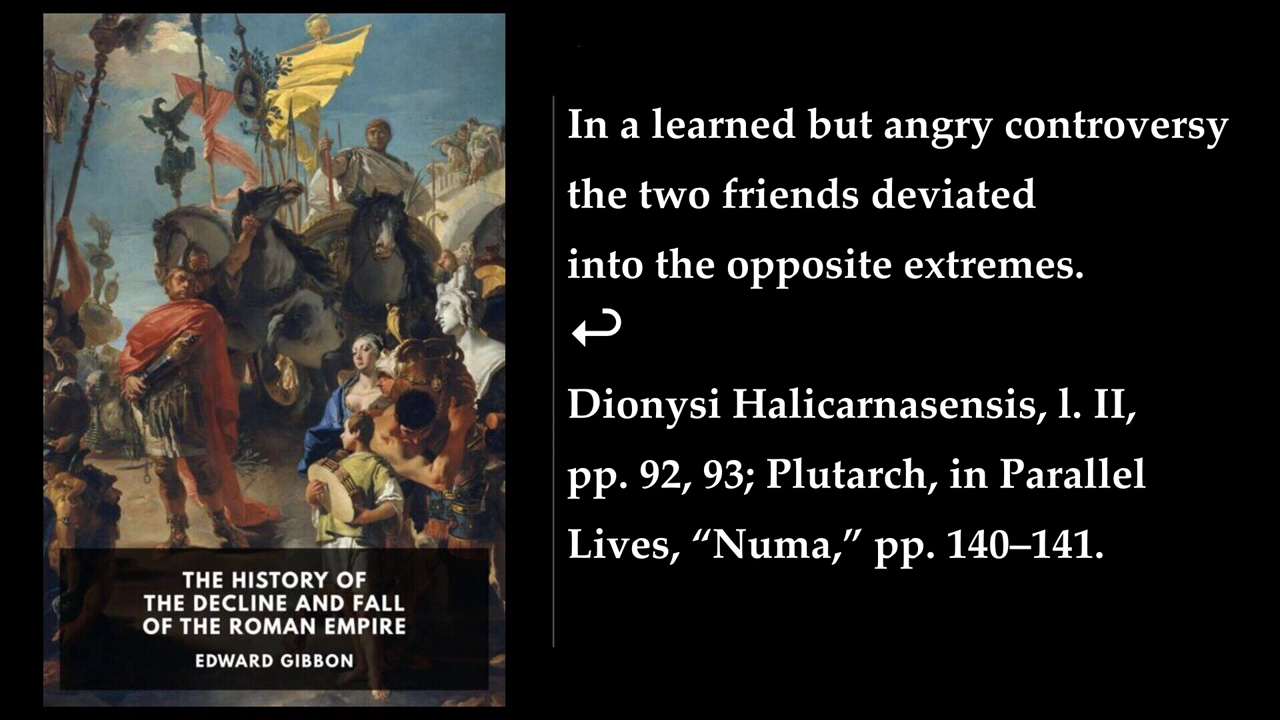 THE HISTORY OF
THE DECLINE AND FALL
OF THE ROMAN EMPIRE
EDWARD GIBBON
In a learned but angry controversy
the two friends deviated
into the opposite extremes.
↩
Dionysi Halicarnasensis, l. II,
pp. 92, 93; Plutarch, in Parallel
Lives, “Numa,” pp. 140–141.